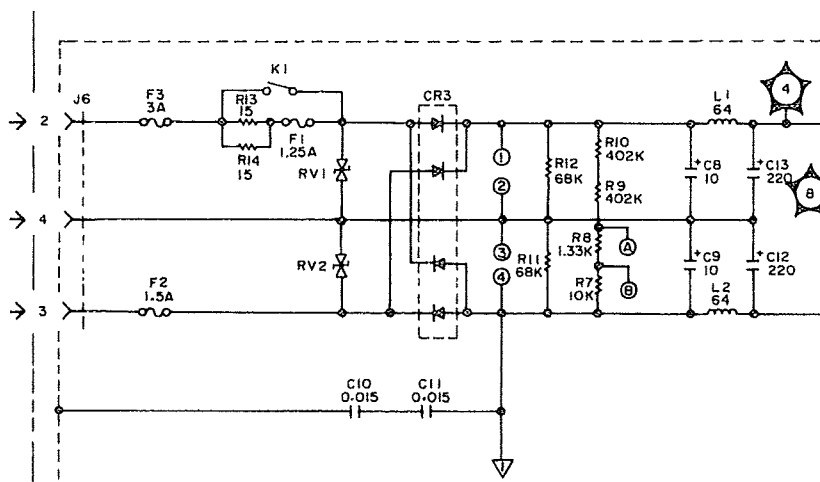 K1
4
J6
F3
3A
R13
15
F1
1.25A
CR3
L1
64
2
R14
15
1
R10
402K
RV1
R12
68K
+
C8
10
+
C13
220
2
R9
402K
8
4
A
RV2
3
R11
68K
R8
1.33K
+
C9
10
+
C12
220
F2
1.5A
4
R7
10K
B
L2
64
3
C10
0.015
C11
0.015
1